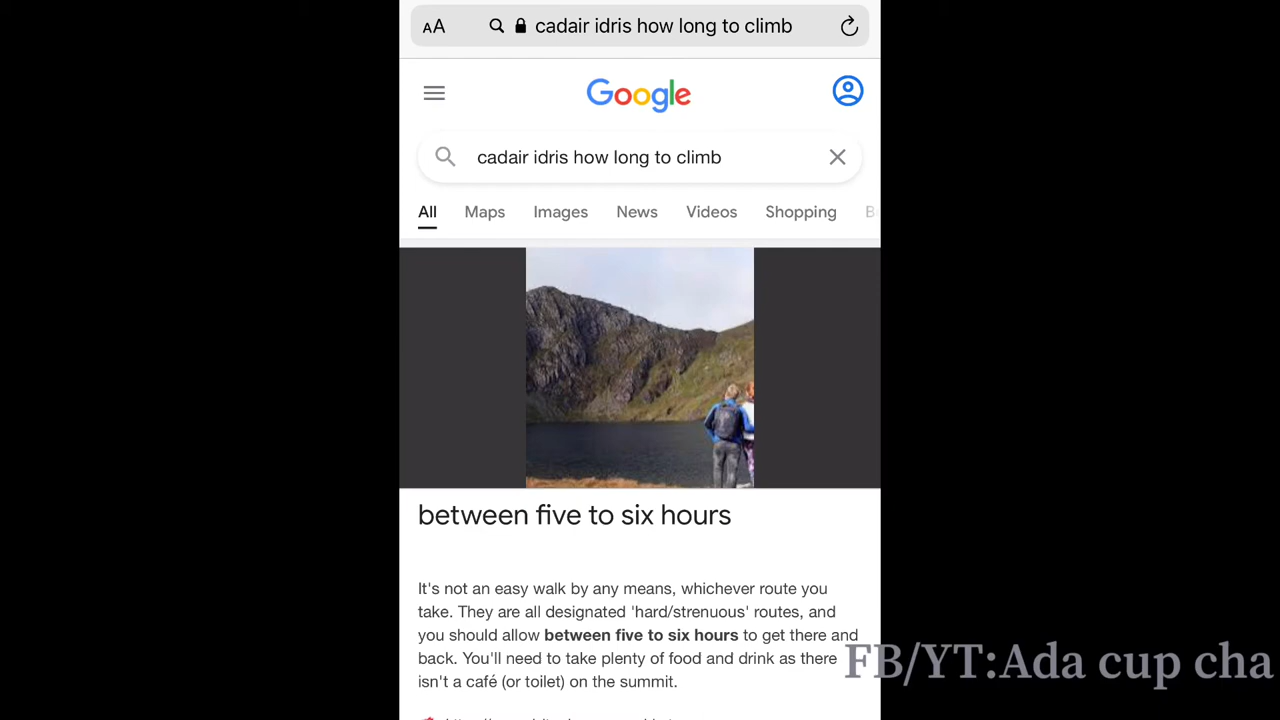 AA cadair idris how long to climb
Google
cadair idris how long to climb
All Maps Images News Videos Shopping
between five to six hours
It's not an easy walk by any means, whichever route you
take. They are all designated 'hard/strenuous' routes, and
you should allow between five to six hours to get there and
back. You'll need to take plenty of food and drink as there
isn't a café (or toilet) on the summit.
FB/YT:Ada cup cha